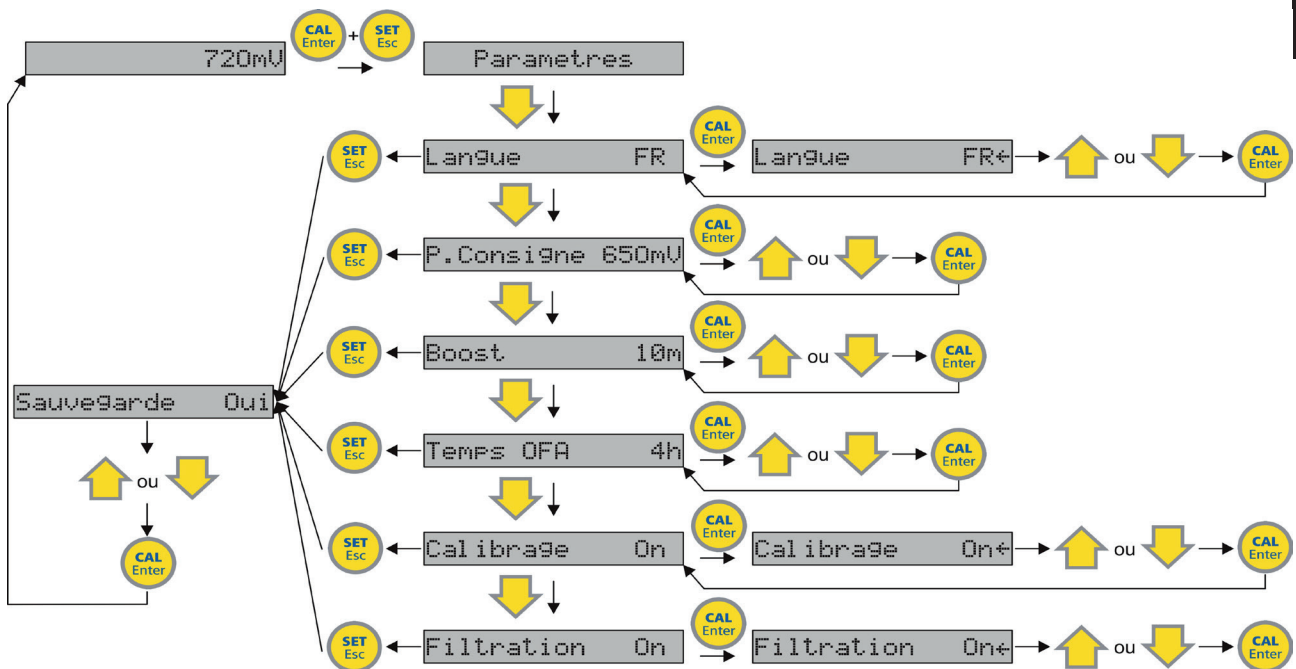 720mV
CAL
Enter
+
SET
Esc
Parametres
SET
Esc
Langue FR
CAL
Enter
Langue FR←
ou
CAL
Enter
SET
Esc
P.Consigne 650mV
CAL
Enter
ou
CAL
Enter
SET
Esc
Boost 10m
CAL
Enter
ou
CAL
Enter
Sauvegarde Oui
ou
CAL
Enter
SET
Esc
Temps OFA 4h
CAL
Enter
ou
CAL
Enter
SET
Esc
Calibrage On
CAL
Enter
Calibrage On←
ou
CAL
Enter
SET
Esc
Filtration On
CAL
Enter
Filtration On←
ou
CAL
Enter